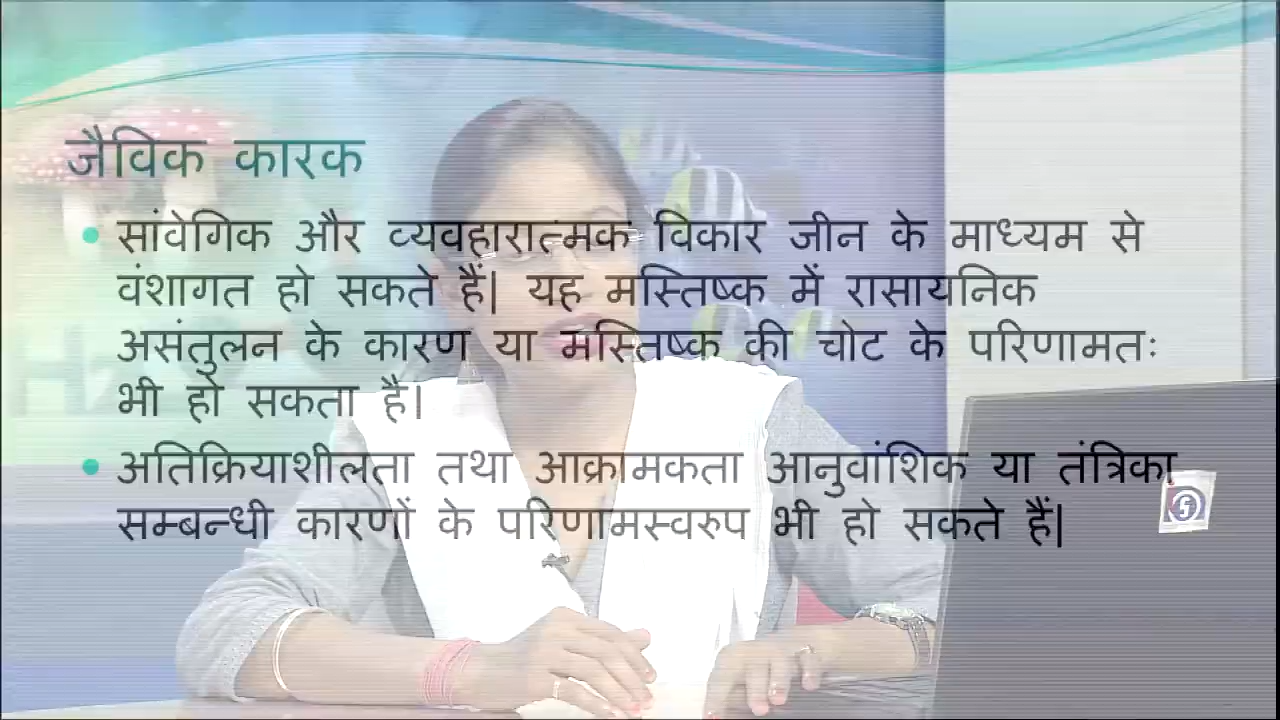 जैविक कारक
सांवेगिक और व्यवहारात्मक विकार जीन के माध्यम से
वंशागत हो सकते हैं| यह मस्तिष्क में रासायनिक
असंतुलन के कारण या मस्तिष्क की चोट के परिणामतः
भी हो सकता है।
अतिक्रियाशीलता तथा आक्रामकता आनुवांशिक या तंत्रिका
सम्बन्धी कारणों के परिणामस्वरुप भी हो सकते हैं|